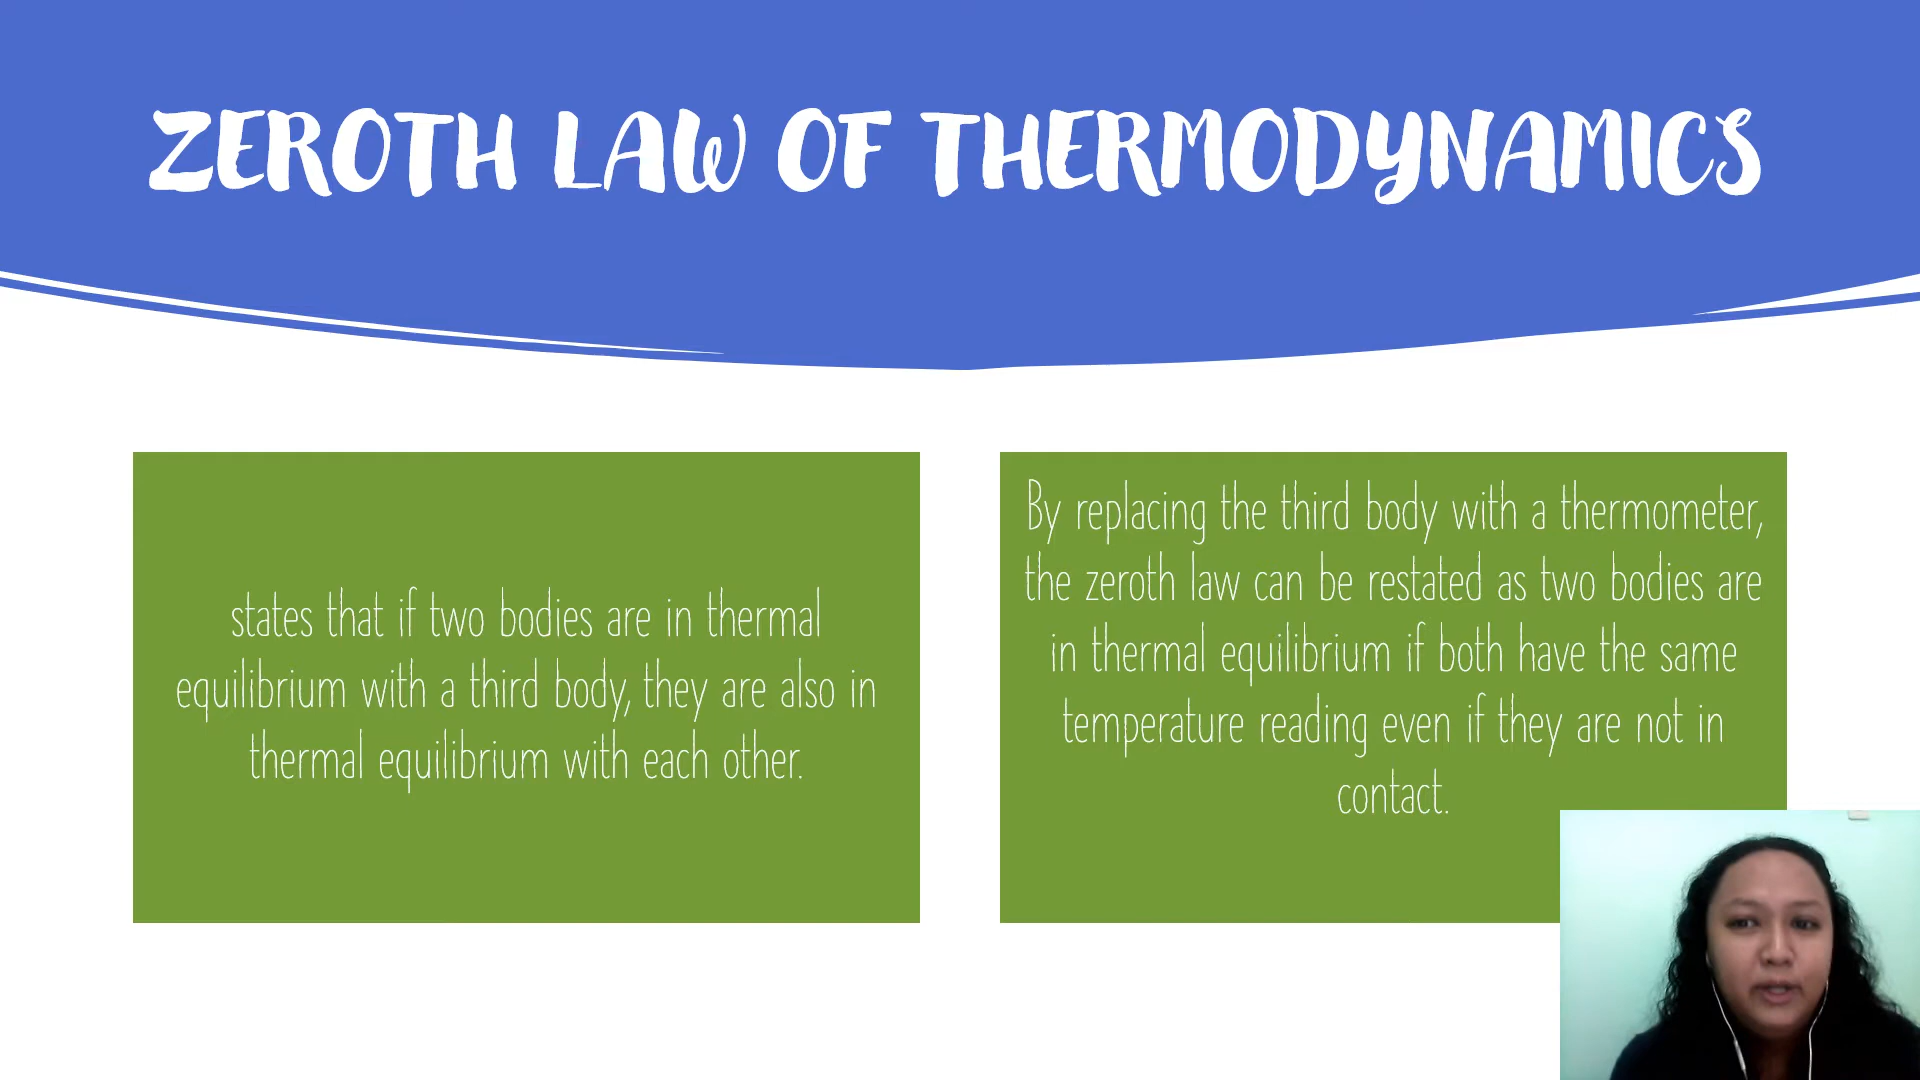 ZEROTH LAW OF THERMODYNAMICS
states that if two bodies are in thermal
equilibrium with a third body, they are also in
thermal equilibrium with each other.
By replacing the third body with a thermometer,
the zeroth law can be restated as two bodies are
in thermal equilibrium if both have the same
temperature reading even if they are not in
contact.